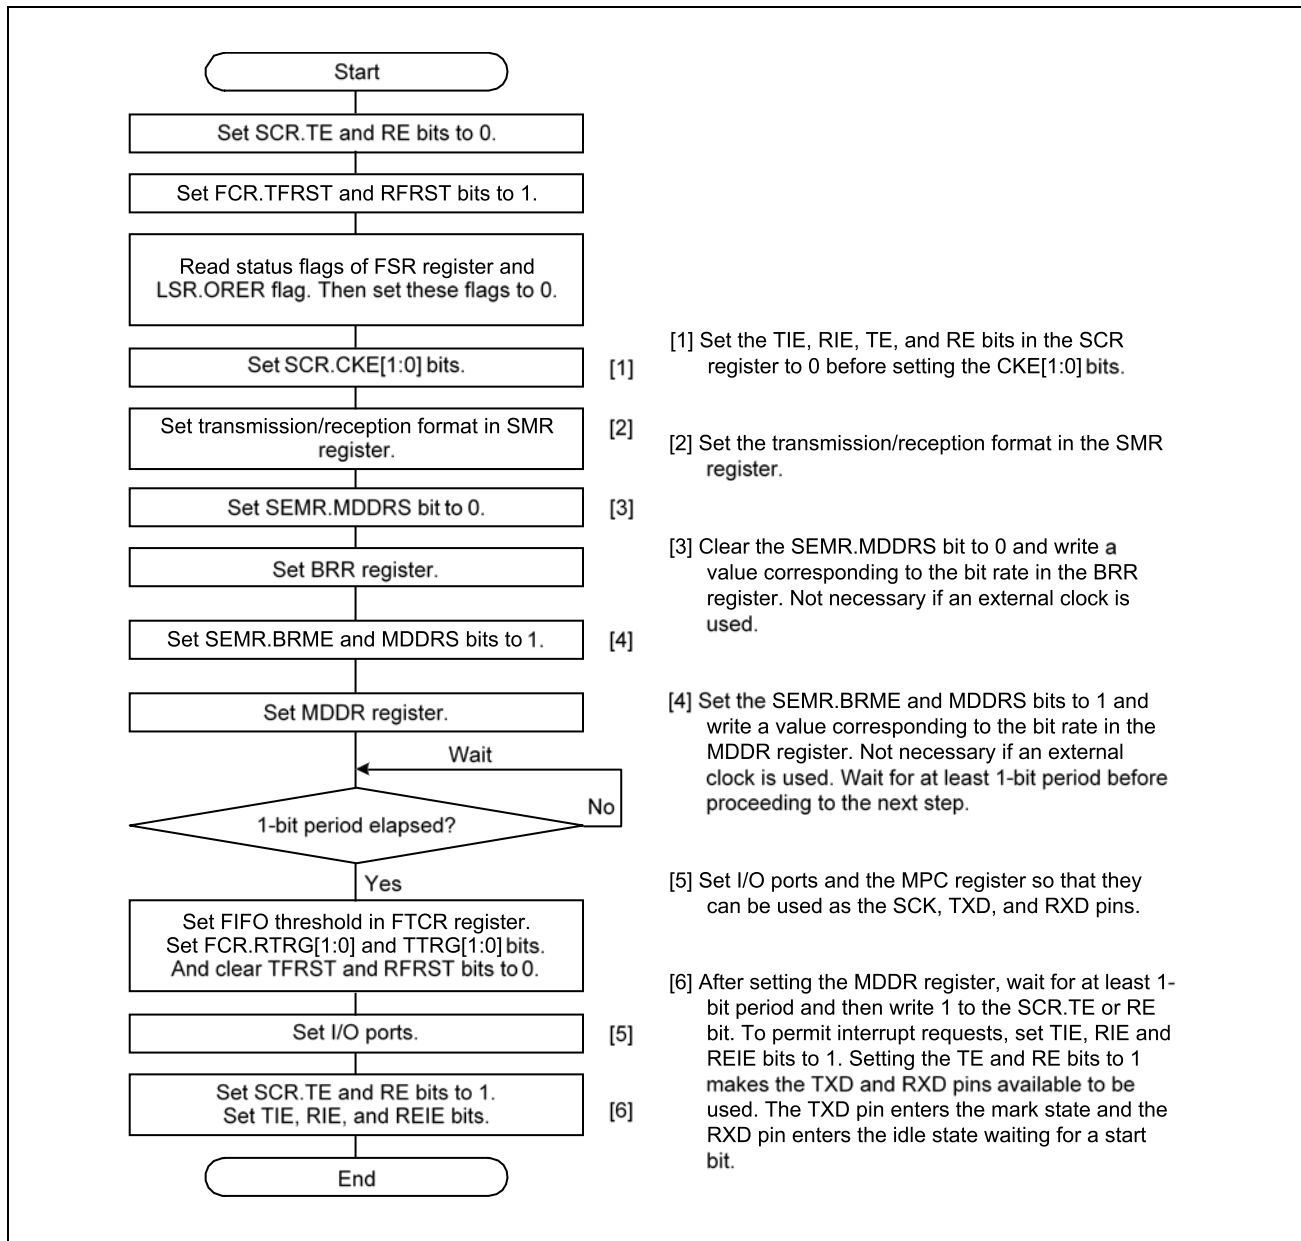 Start
Set SCR.TE and RE bits to 0.
Set FCR.TFRST and RFRST bits to 1.
Read status flags of FSR register and
LSR.ORER flag. Then set these flags to 0.
Set SCR.CKE[1:0] bits.
[1]
Set transmission/reception format in SMR
register.
[2]
Set SEMR.MDDRS bit to 0.
[3]
Set BRR register.
Set SEMR.BRME and MDDRS bits to 1.
[4]
Set MDDR register.
Wait
1-bit period elapsed?
No
Yes
Set FIFO threshold in FTCR register.
Set FCR.RTRG[1:0] and TTRG[1:0] bits.
And clear TFRST and RFRST bits to 0.
Set I/O ports.
[5]
Set SCR.TE and RE bits to 1.
Set TIE, RIE, and REIE bits.
[6]
End
[1] Set the TIE, RIE, TE, and RE bits in the SCR
register to 0 before setting the CKE[1:0] bits.
[2] Set the transmission/reception format in the SMR
register.
[3] Clear the SEMR.MDDRS bit to 0 and write a
value corresponding to the bit rate in the BRR
register. Not necessary if an external clock is
used.
[4] Set the SEMR.BRME and MDDRS bits to 1 and
write a value corresponding to the bit rate in the
MDDR register. Not necessary if an external
clock is used. Wait for at least 1-bit period before
proceeding to the next step.
[5] Set I/O ports and the MPC register so that they
can be used as the SCK, TXD, and RXD pins.
[6] After setting the MDDR register, wait for at least 1-
bit period and then write 1 to the SCR.TE or RE
bit. To permit interrupt requests, set TIE, RIE and
REIE bits to 1. Setting the TE and RE bits to 1
makes the TXD and RXD pins available to be
used. The TXD pin enters the mark state and the
RXD pin enters the idle state waiting for a start
bit.